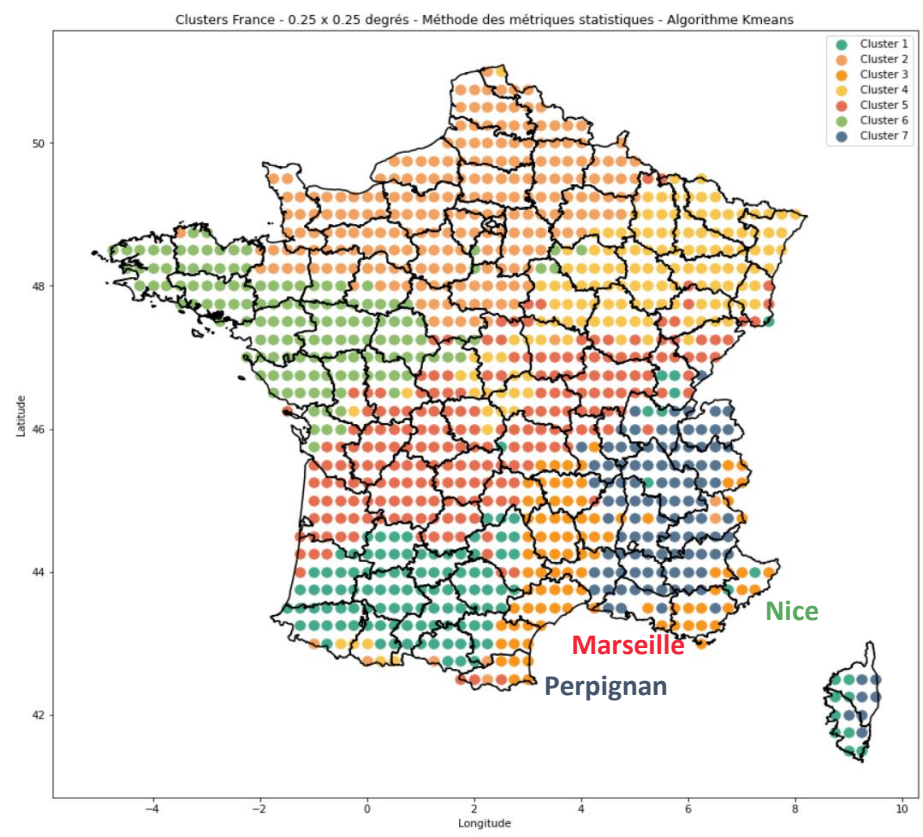 Clusters France - 0.25 x 0.25 degrés - Méthode des métriques statistiques - Algorithme Kmeans
Cluster 1
Cluster 2
Cluster 3
Cluster 4
Cluster 5
Cluster 6
Cluster 7
50
48
46
44
42
Latitude
Nice
Marseille
Perpignan
−4
−2
0
2
4
6
8
10
Longitude